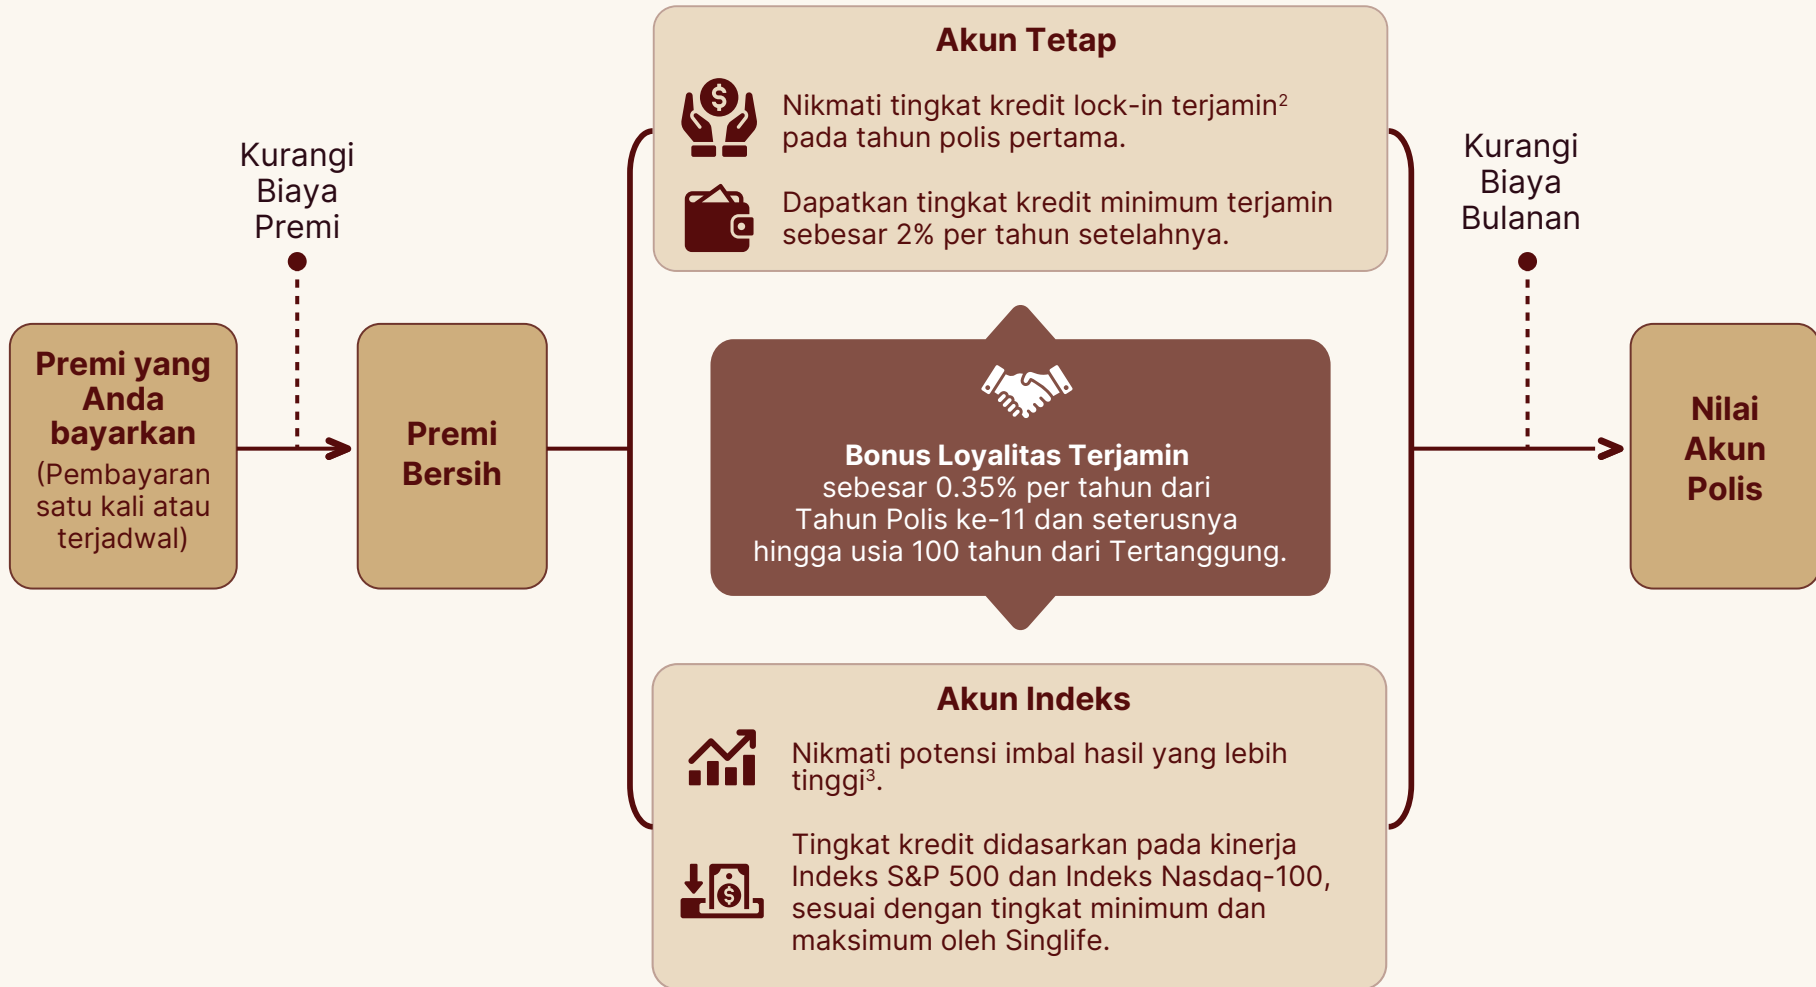 Premi yang
Anda
bayarkan
(Pembayaran
satu kali atau
terjadwal)
Kurangi
Biaya
Premi
Premi
Bersih
Akun Tetap
Nikmati tingkat kredit lock-in terjamin²
pada tahun polis pertama.
Dapatkan tingkat kredit minimum terjamin
sebesar 2% per tahun setelahnya.
Bonus Loyalitas Terjamin
sebesar 0.35% per tahun dari
Tahun Polis ke-11 dan seterusnya
hingga usia 100 tahun dari Tertanggung.
Akun Indeks
Nikmati potensi imbal hasil yang lebih
tinggi³.
Tingkat kredit didasarkan pada kinerja
Indeks S&P 500 dan Indeks Nasdaq-100,
sesuai dengan tingkat minimum dan
maksimum oleh Singlife.
Kurangi
Biaya
Bulanan
Nilai
Akun
Polis